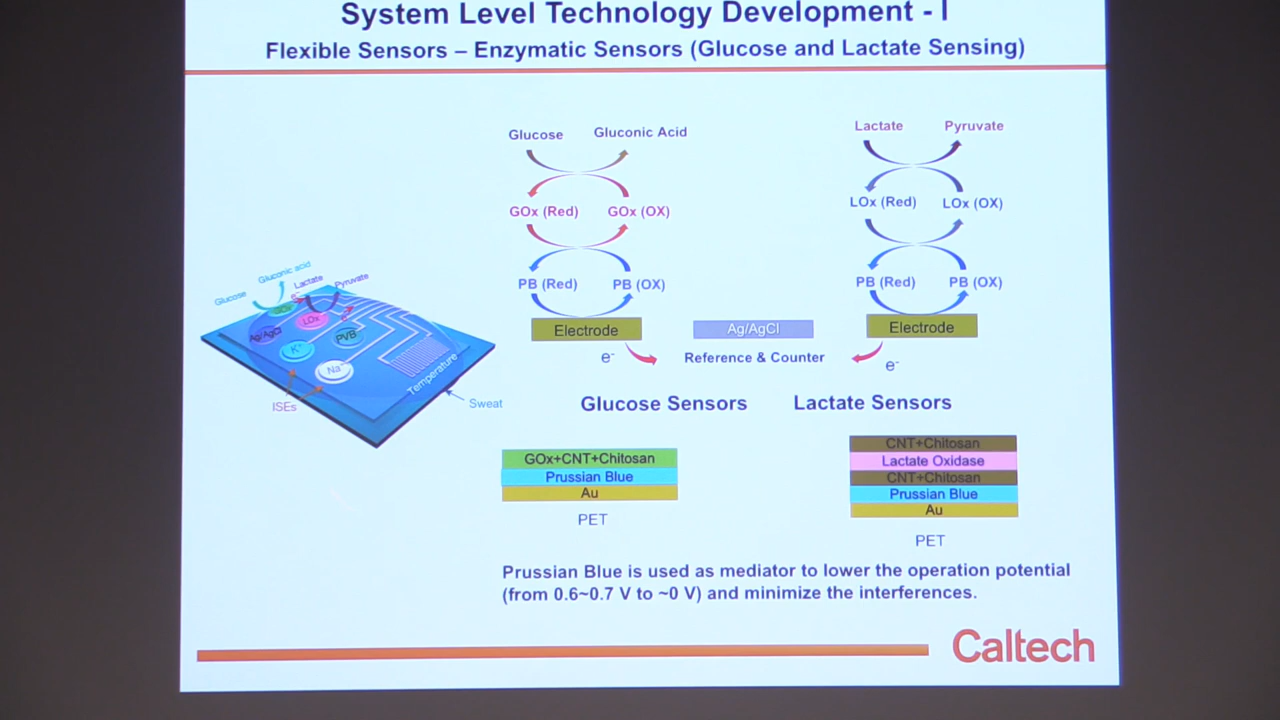 System Level Technology Development - I
Flexible Sensors – Enzymatic Sensors (Glucose and Lactate Sensing)
Glucose
Gluconic Acid
GOx (Red)
GOx (OX)
PB (Red)
PB (OX)
Electrode
e-
Ag/AgCl
Reference & Counter
Lactate
Pyruvate
LOx (Red)
LOx (OX)
PB (Red)
PB (OX)
Electrode
e-
Glucose
Gluconic acid
Lactate
Pyruvate
e-
GOx
LOx
Ag/AgCl
PVB
K+
Na+
Temperature
ISEs
Sweat
Glucose Sensors
Lactate Sensors
GOx+CNT+Chitosan
Prussian Blue
Au
PET
CNT+Chitosan
Lactate Oxidase
CNT+Chitosan
Prussian Blue
Au
PET
Prussian Blue is used as mediator to lower the operation potential
(from 0.6~0.7 V to ~0 V) and minimize the interferences.
Caltech